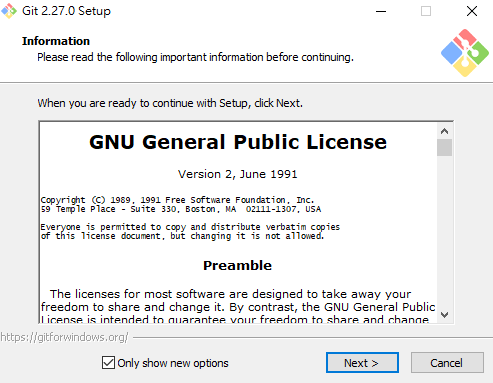 Git 2.27.0 Setup
Information
Please read the following important information before continuing.
When you are ready to continue with Setup, click Next.
GNU General Public License
Version 2, June 1991
Copyright (C) 1989, 1991 Free Software Foundation, Inc.
59 Temple Place - Suite 330, Boston, MA  02111-1307, USA
Everyone is permitted to copy and distribute verbatim copies
of this license document, but changing it is not allowed.
Preamble
The licenses for most software are designed to take away your
freedom to share and change it. By contrast, the GNU General Public
License is intended to guarantee your freedom to share and change
https://gitforwindows.org/
Only show new options
Next >
Cancel